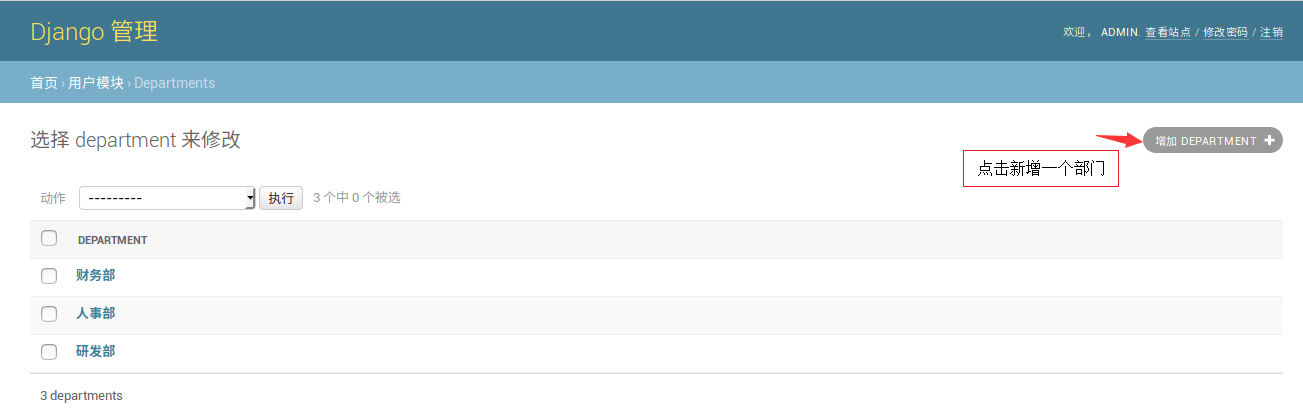 Django 管理
欢迎， ADMIN. 查看站点 / 修改密码 / 注销
首页 › 用户模块 › Departments
选择 department 来修改
增加 DEPARTMENT +
点击新增一个部门
动作 --------- 执行 3 个中 0 个被选
DEPARTMENT
财务部
人事部
研发部
3 departments